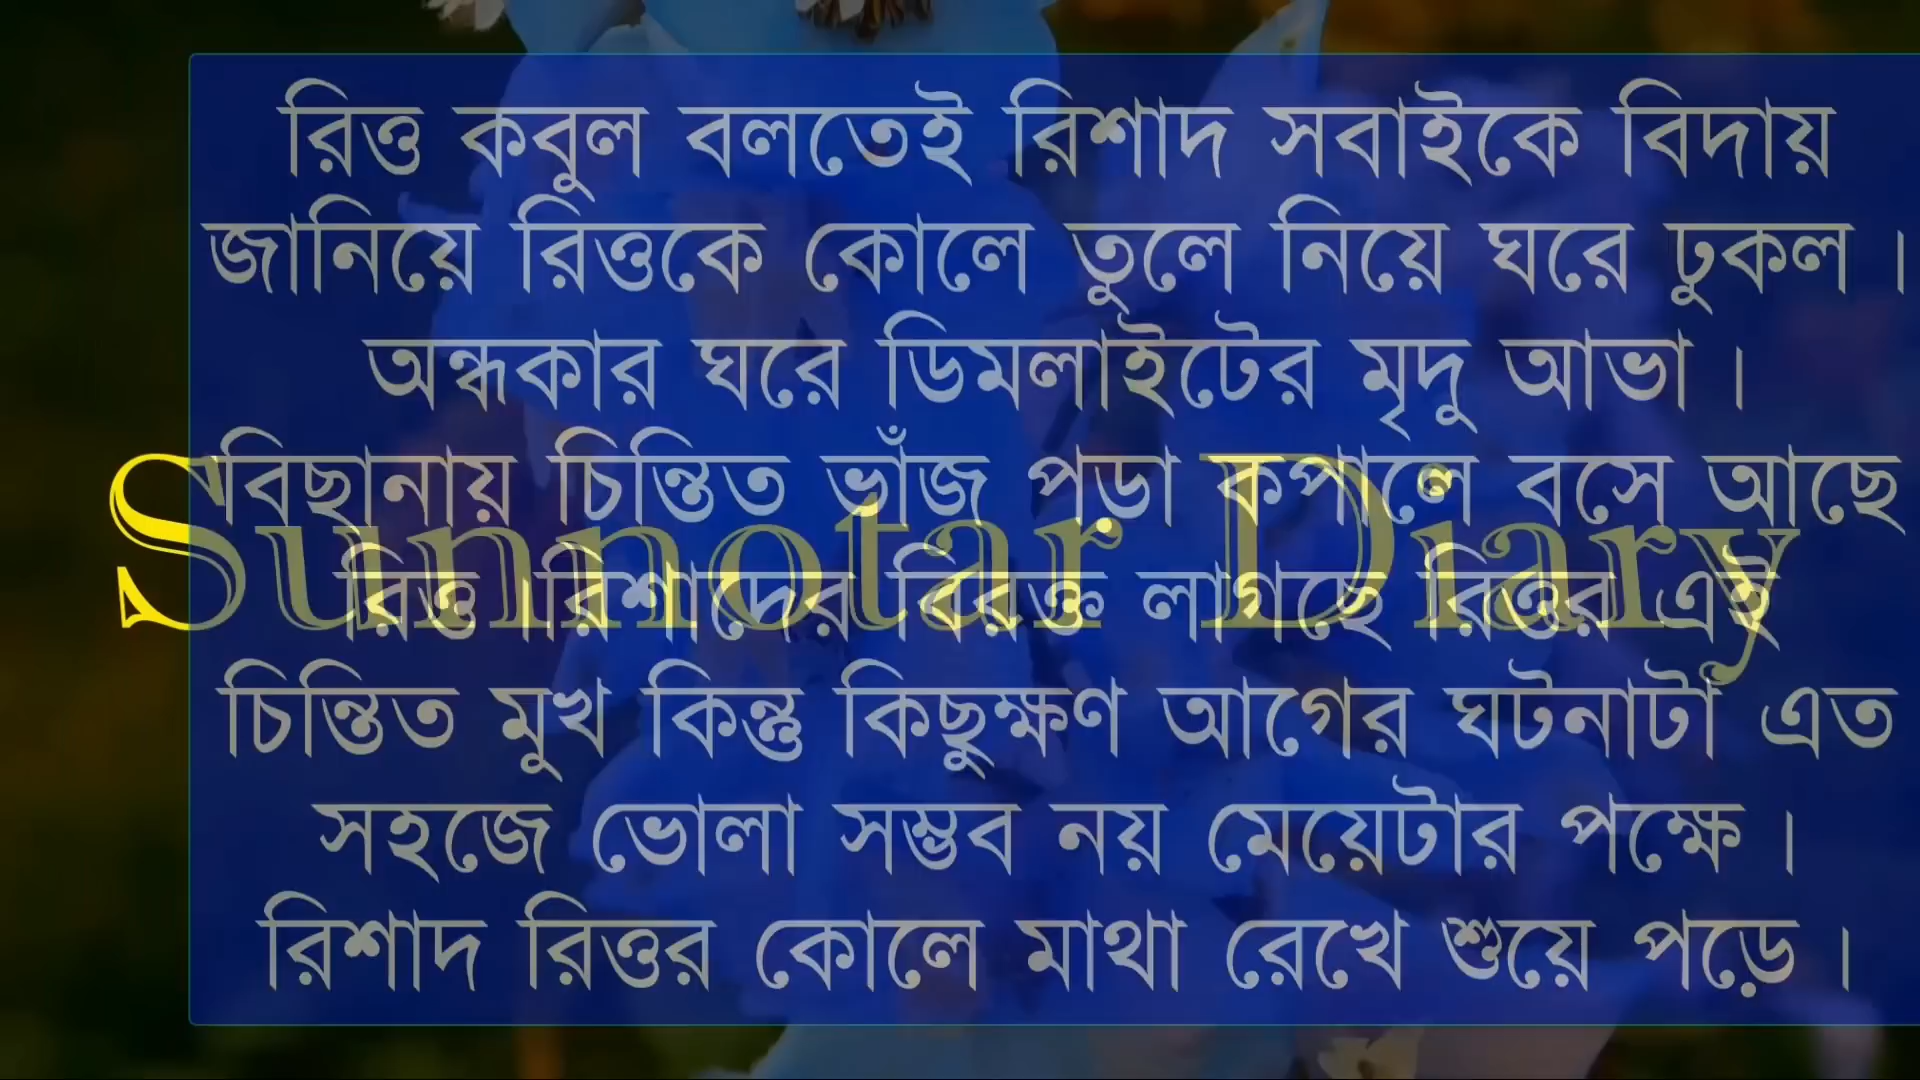 রিত্ত কবুল বলতেই রিশাদ সবাইকে বিদায়
জানিয়ে রিত্তকে কোলে তুলে নিয়ে ঘরে ঢুকল ।
অন্ধকার ঘরে ডিমলাইটের মৃদু আভা ।
বিছানায় চিন্তিত ভাঁজ পড়া কপালে বসে আছে
Sunnotar Diary
রিত্ত ।রিশাদের বিরক্ত লাগছে রিত্তর এই
চিন্তিত মুখ কিন্তু কিছুক্ষণ আগের ঘটনাটা এত
সহজে ভোলা সম্ভব নয় মেয়েটার পক্ষে ।
রিশাদ রিত্তর কোলে মাথা রেখে শুয়ে পড়ে ।